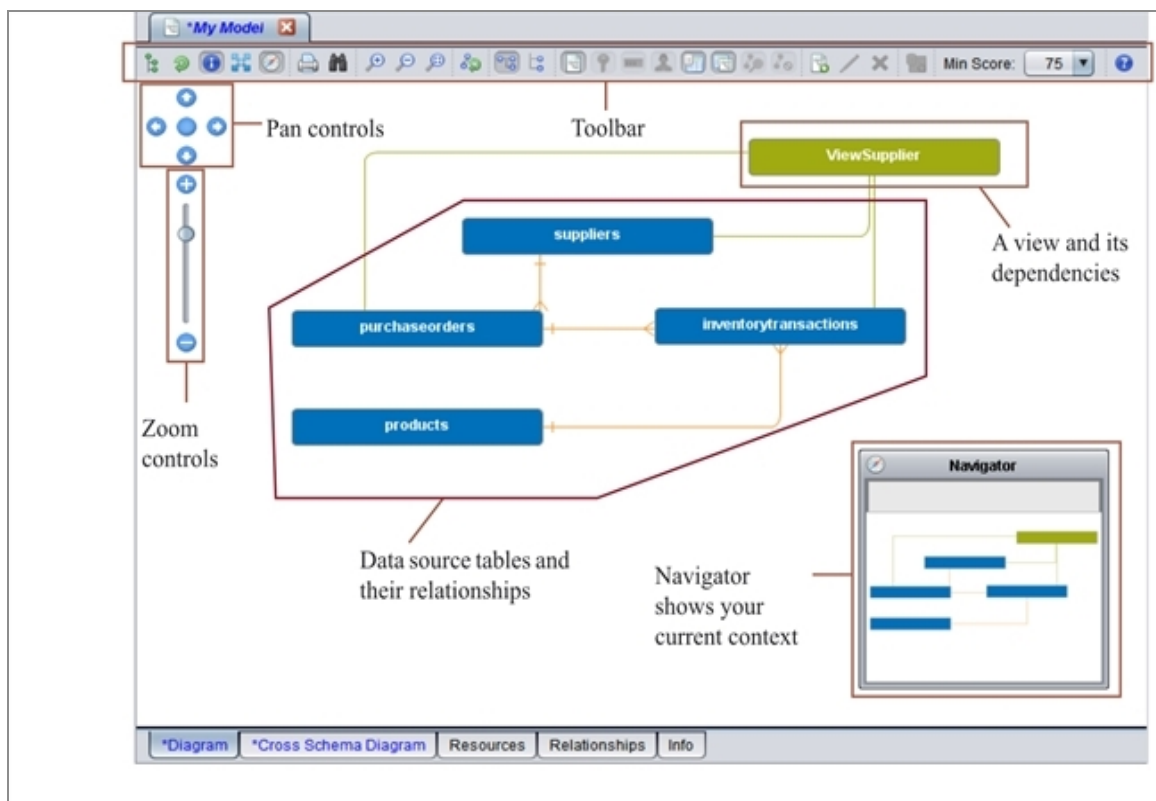 *My Model
Min Score: 75
Pan controls
Toolbar
ViewSupplier
suppliers
A view and its
dependencies
purchaseorders
inventorytransactions
products
Zoom
controls
Navigator
Data source tables and
their relationships
Navigator
shows your
current context
*Diagram
*Cross Schema Diagram
Resources
Relationships
Info